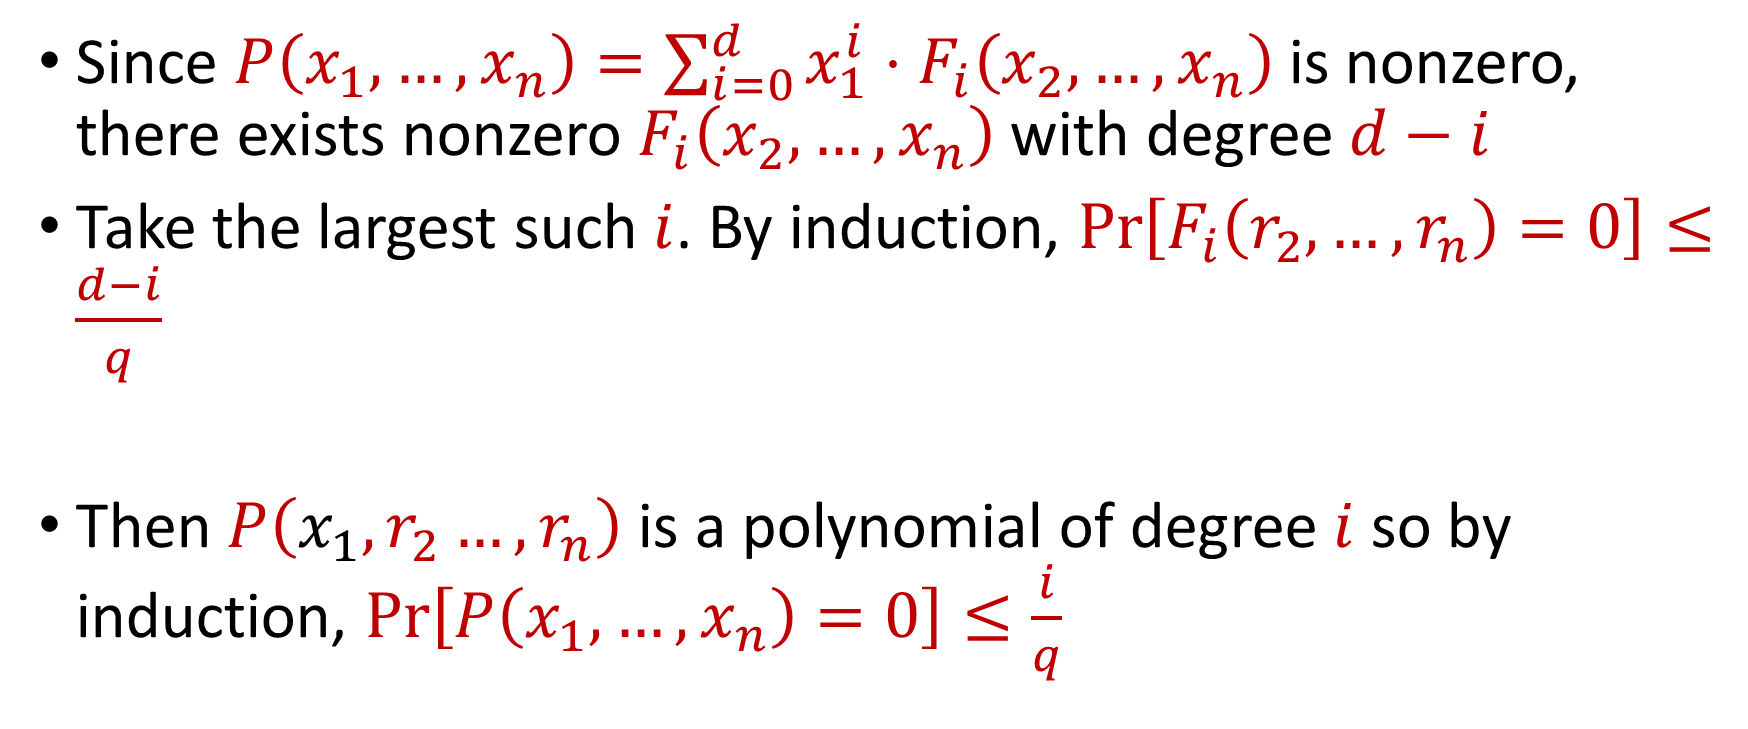 • Since P(x₁, … , xₙ) = ∑ᵢ₌₀ᵈ x₁ⁱ · Fᵢ(x₂, … , xₙ) is nonzero,
there exists nonzero Fᵢ(x₂, … , xₙ) with degree d − i
• Take the largest such i. By induction, Pr[Fᵢ(r₂, … , rₙ) = 0] ≤
(d−i)/q
• Then P(x₁, r₂ … , rₙ) is a polynomial of degree i so by
induction, Pr[P(x₁, … , xₙ) = 0] ≤ i/q